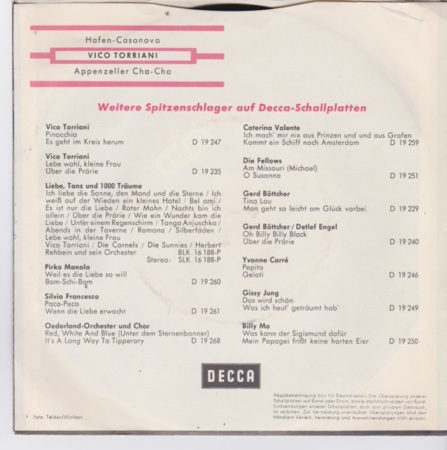 Hafen-Casanova
VICO TORRIANI
Appenzeller Cha-Cha
Weitere Spitzenschlager auf Decca-Schallplatten
Vico Torriani
Pinocchio
Es geht im Kreis herum D 19 247
Vico Torriani
Lebe wohl, kleine Frau
Über die Prärie D 19 235
Liebe, Tanz und 1000 Träume
Ich liebe die Sonne, den Mond und die Sterne / Ich
weiß auf der Wieden ein kleines Hotel / Bel ami /
Es ist nur die Liebe / Roter Mohn / Nachts bin ich
allein / Über die Prärie / Wie ein Wunder kam die
Liebe / Unter einem Regenschirm / Tango Anjuschka /
Abends in der Taverne / Ramona / Silberfäden /
Lebe wohl, kleine Frau
Vico Torriani / Die Cornels / Die Sunnies / Herbert
Rehbein und sein Orchester BLK 16 188-P
Stereo: SLK 16 188-P
Pirko Manola
Weil es die Liebe so will
Bam-Schi-Bam D 19 260
Silvio Francesco
Paca-Peca
Wenn die Liebe erwacht D 19 261
Oederland-Orchester und Chor
Red, White And Blue (Unter dem Sternenbanner)
It's A Long Way To Tipperary D 19 268
Caterina Valente
Ich mach' mir nix aus Prinzen und und aus Grafen
Kommt ein Schiff nach Amsterdam D 19 259
Die Fellows
Am Missouri (Michael)
O Susanna D 19 251
Gerd Böttcher
Tina Lou
Man geht so leicht am Glück vorbei D 19 229
Gerd Böttcher / Detlef Engel
Oh Billy Billy Black
Über die Prärie D 19 240
Yvonne Carré
Pepito
Gelati D 19 246
Gissy Jung
Das wird schön
Was ich heut' geträumt hab' D 19 249
Billy Mo
Was kann der Sigismund dafür
Mein Papagei frißt keine harten Eier D 19 250
DECCA
Foto: Teldec/Wolfson